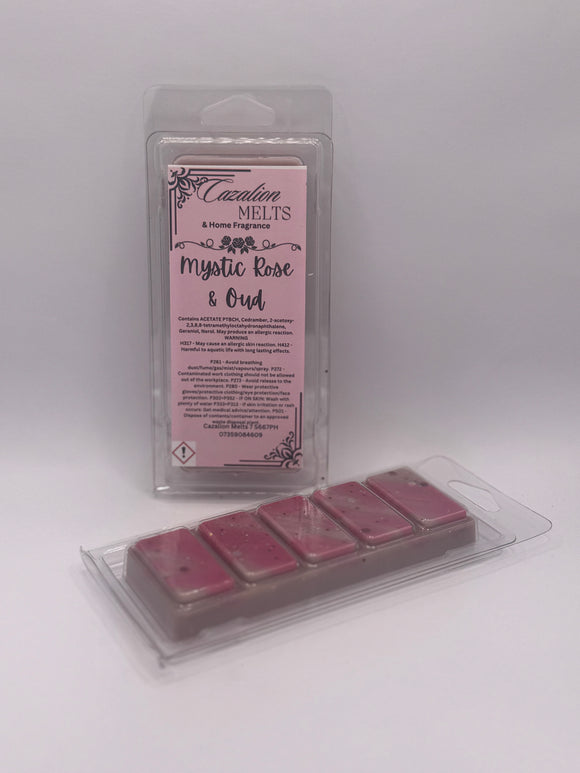 Cazalion
MELTS
& Home Fragrance
Mystic Rose
& Oud
Contains ACETATE PTBCH, Cedramber, 2-acetoxy-
2,3,8,8-tetramethyloctahydronaphthalene,
Geraniol, Nerol. May produce an allergic reaction.
WARNING
H317 - May cause an allergic skin reaction. H412 -
Harmful to aquatic life with long lasting effects.
P261 - Avoid breathing
dust/fume/gas/mist/vapours/spray. P272 -
Contaminated work clothing should not be allowed
out of the workplace. P273 - Avoid release to the
environment. P280 - Wear protective
gloves/protective clothing/eye protection/face
protection. P302+P352 - IF ON SKIN: Wash with
plenty of water P333+P313 - If skin irritation or rash
occurs: Get medical advice/attention. P501 -
Dispose of contents/container to an approved
waste disposal plant.
Cazalion Melts 7 S667PH
07359084609